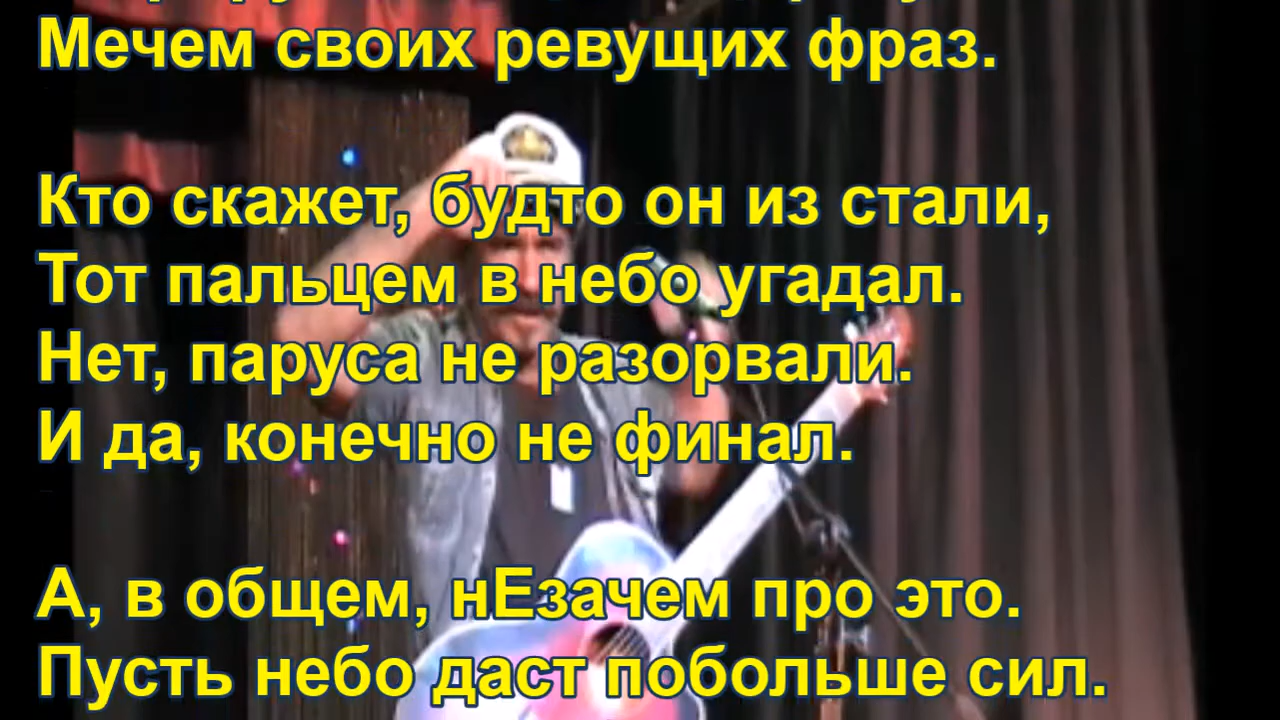 Мечем своих ревущих фраз.
Кто скажет, будто он из стали,
Тот пальцем в небо угадал.
Нет, паруса не разорвали.
И да, конечно не финал.
А, в общем, нЕзачем про это.
Пусть небо даст побольше сил.